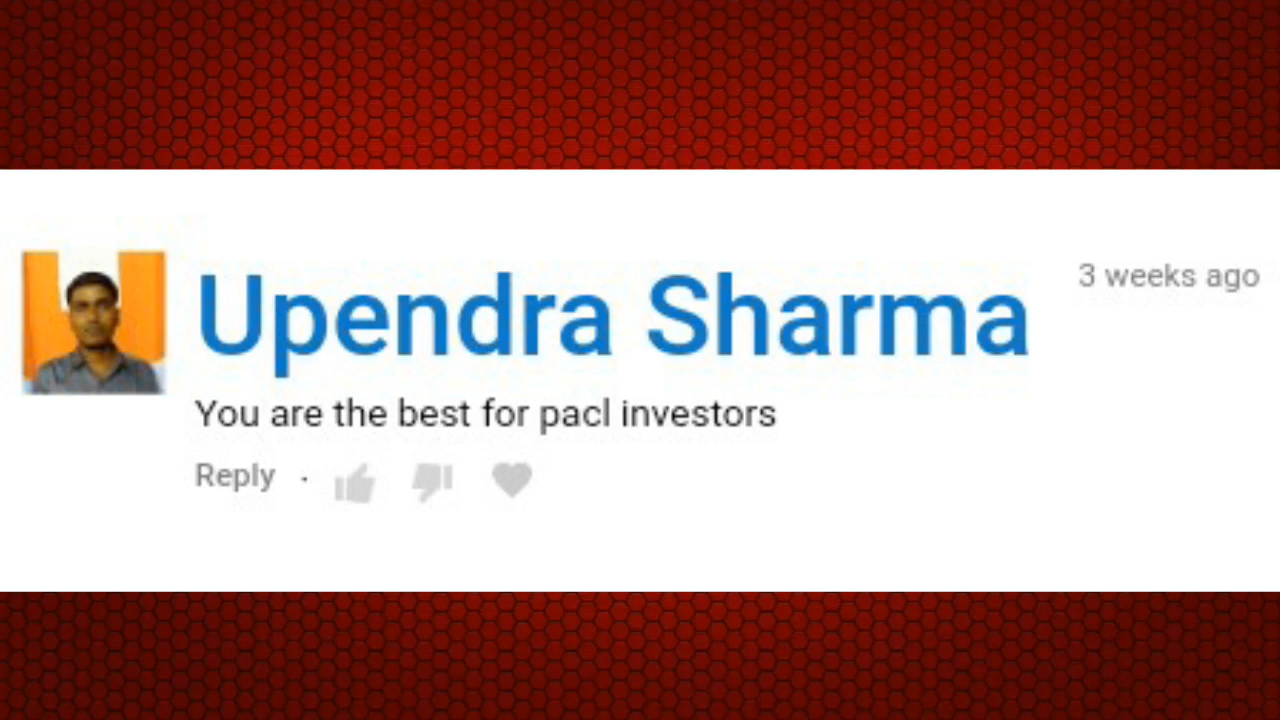 Upendra Sharma
3 weeks ago
You are the best for pacl investors
Reply ·